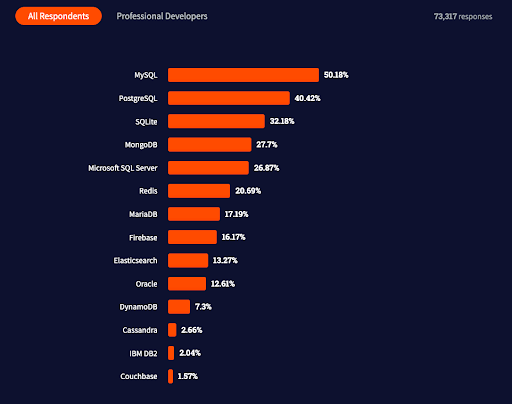 All Respondents Professional Developers 73,317 responses
MySQL 50.18%
PostgreSQL 40.42%
SQLite 32.18%
MongoDB 27.7%
Microsoft SQL Server 26.87%
Redis 20.69%
MariaDB 17.19%
Firebase 16.17%
Elasticsearch 13.27%
Oracle 12.61%
DynamoDB 7.3%
Cassandra 2.66%
IBM DB2 2.04%
Couchbase 1.57%